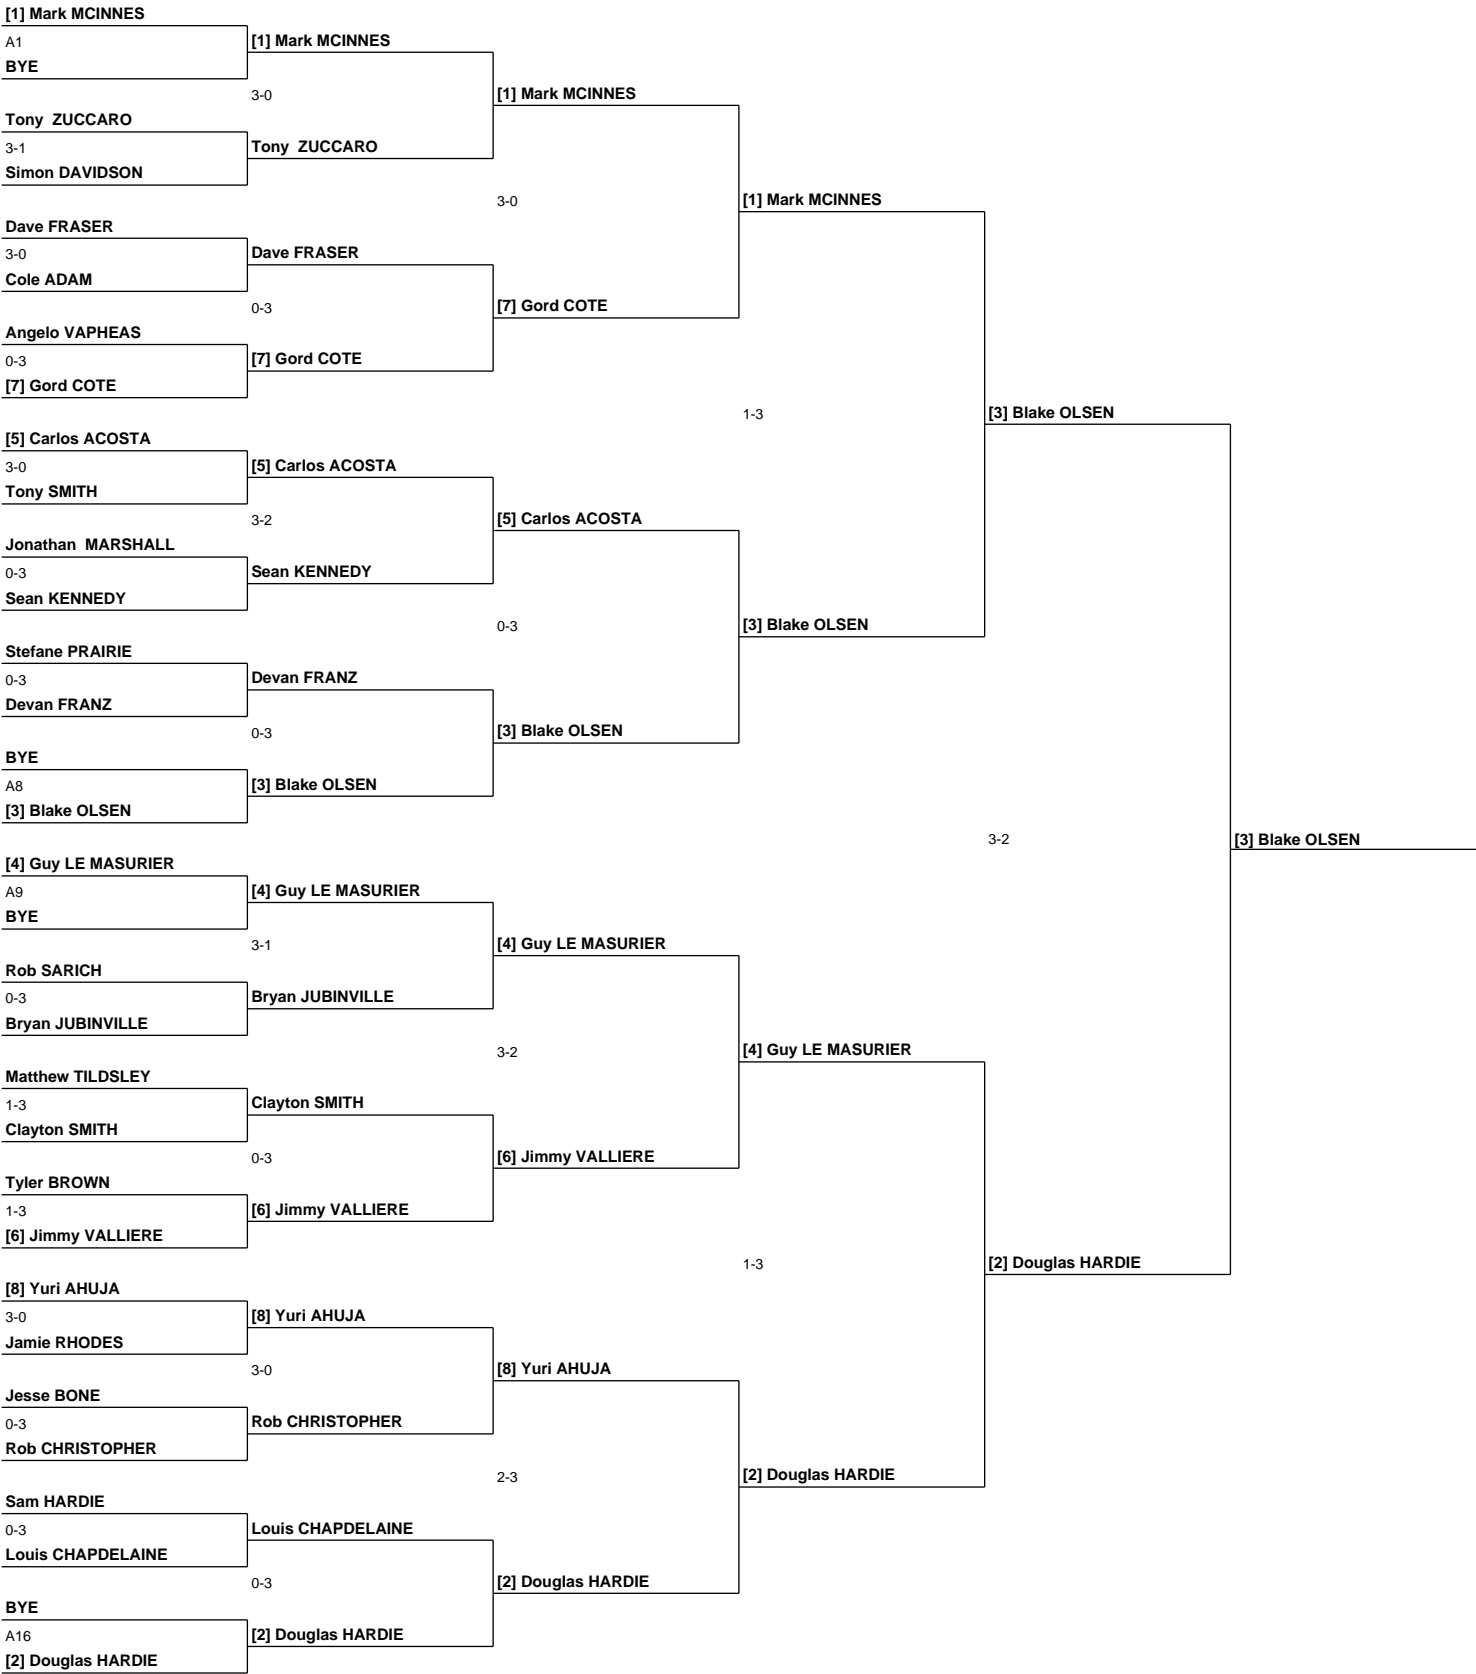 [1] Mark MCINNES
A1
BYE
Tony  ZUCCARO
3-1
Simon DAVIDSON
Dave FRASER
3-0
Cole ADAM
Angelo VAPHEAS
0-3
[7] Gord COTE
[5] Carlos ACOSTA
3-0
Tony SMITH
Jonathan  MARSHALL
0-3
Sean KENNEDY
Stefane PRAIRIE
0-3
Devan FRANZ
BYE
A8
[3] Blake OLSEN
[4] Guy LE MASURIER
A9
BYE
Rob SARICH
0-3
Bryan JUBINVILLE
Matthew TILDSLEY
1-3
Clayton SMITH
Tyler BROWN
1-3
[6] Jimmy VALLIERE
[8] Yuri AHUJA
3-0
Jamie RHODES
Jesse BONE
0-3
Rob CHRISTOPHER
Sam HARDIE
0-3
Louis CHAPDELAINE
BYE
A16
[2] Douglas HARDIE
[1] Mark MCINNES
3-0
Tony  ZUCCARO
Dave FRASER
0-3
[7] Gord COTE
[5] Carlos ACOSTA
3-2
Sean KENNEDY
Devan FRANZ
0-3
[3] Blake OLSEN
[4] Guy LE MASURIER
3-1
Bryan JUBINVILLE
Clayton SMITH
0-3
[6] Jimmy VALLIERE
[8] Yuri AHUJA
3-0
Rob CHRISTOPHER
Louis CHAPDELAINE
0-3
[2] Douglas HARDIE
[1] Mark MCINNES
3-0
[7] Gord COTE
[5] Carlos ACOSTA
0-3
[3] Blake OLSEN
[4] Guy LE MASURIER
3-2
[6] Jimmy VALLIERE
[8] Yuri AHUJA
2-3
[2] Douglas HARDIE
[1] Mark MCINNES
1-3
[3] Blake OLSEN
[4] Guy LE MASURIER
1-3
[2] Douglas HARDIE
[3] Blake OLSEN
3-2
[2] Douglas HARDIE
[3] Blake OLSEN